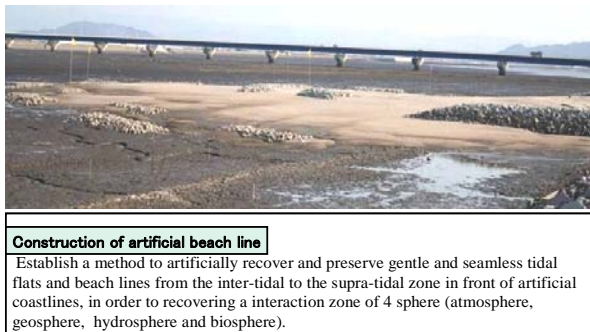 Construction of artificial beach line
Establish a method to artificially recover and preserve gentle and seamless tidal
flats and beach lines from the inter-tidal to the supra-tidal zone in front of artificial
coastlines, in order to recovering a interaction zone of 4 sphere (atmosphere,
geosphere, hydrosphere and biosphere).